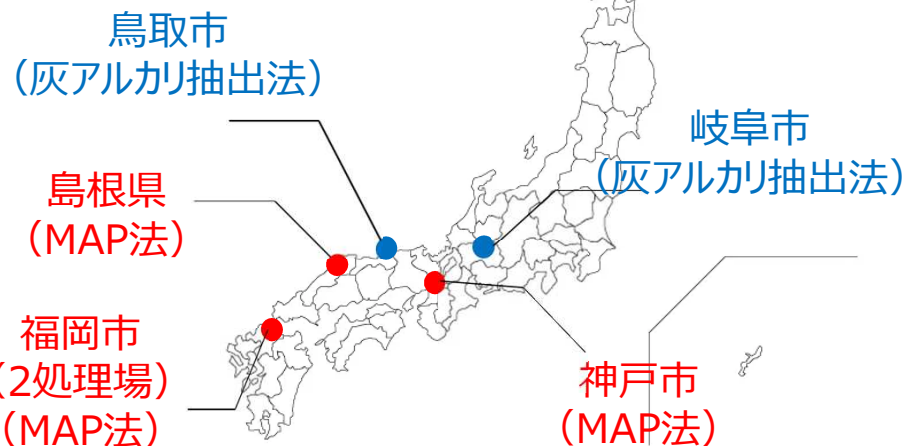 鳥取市
（灰アルカリ抽出法）
岐阜市
（灰アルカリ抽出法）
島根県
（MAP法）
福岡市
（2処理場）
（MAP法）
神戸市
（MAP法）